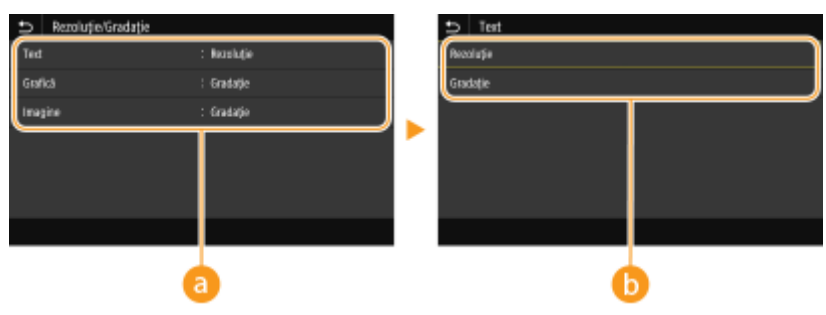 Rezoluție/Gradație
Text : Rezoluție
Grafică : Gradație
Imagine : Gradație
a
Text
Rezoluție
Gradație
b